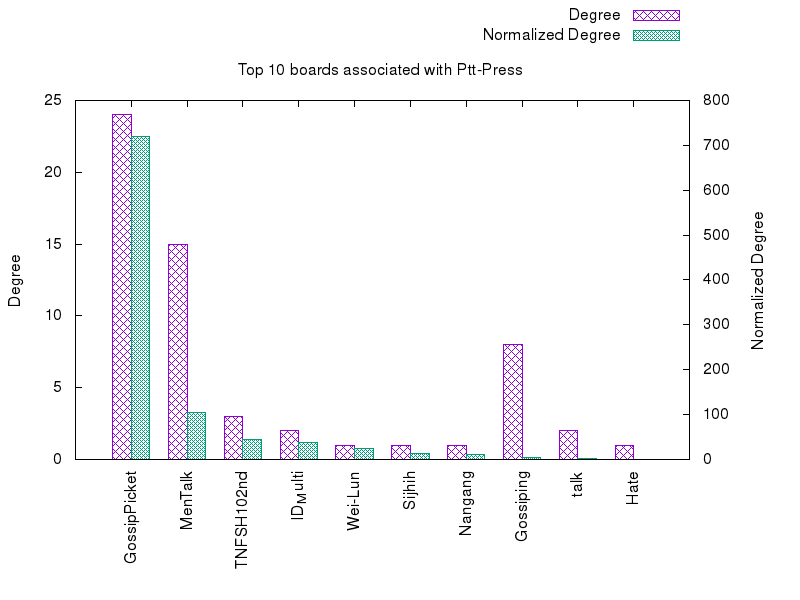 Degree
Normalized Degree
Top 10 boards associated with Ptt-Press
25
20
15
10
5
0
Degree
800
700
600
500
400
300
200
100
0
Normalized Degree
GossipPicket
MenTalk
TNFSH102nd
IDMulti
Wei-Lun
Sijhih
Nangang
Gossiping
talk
Hate